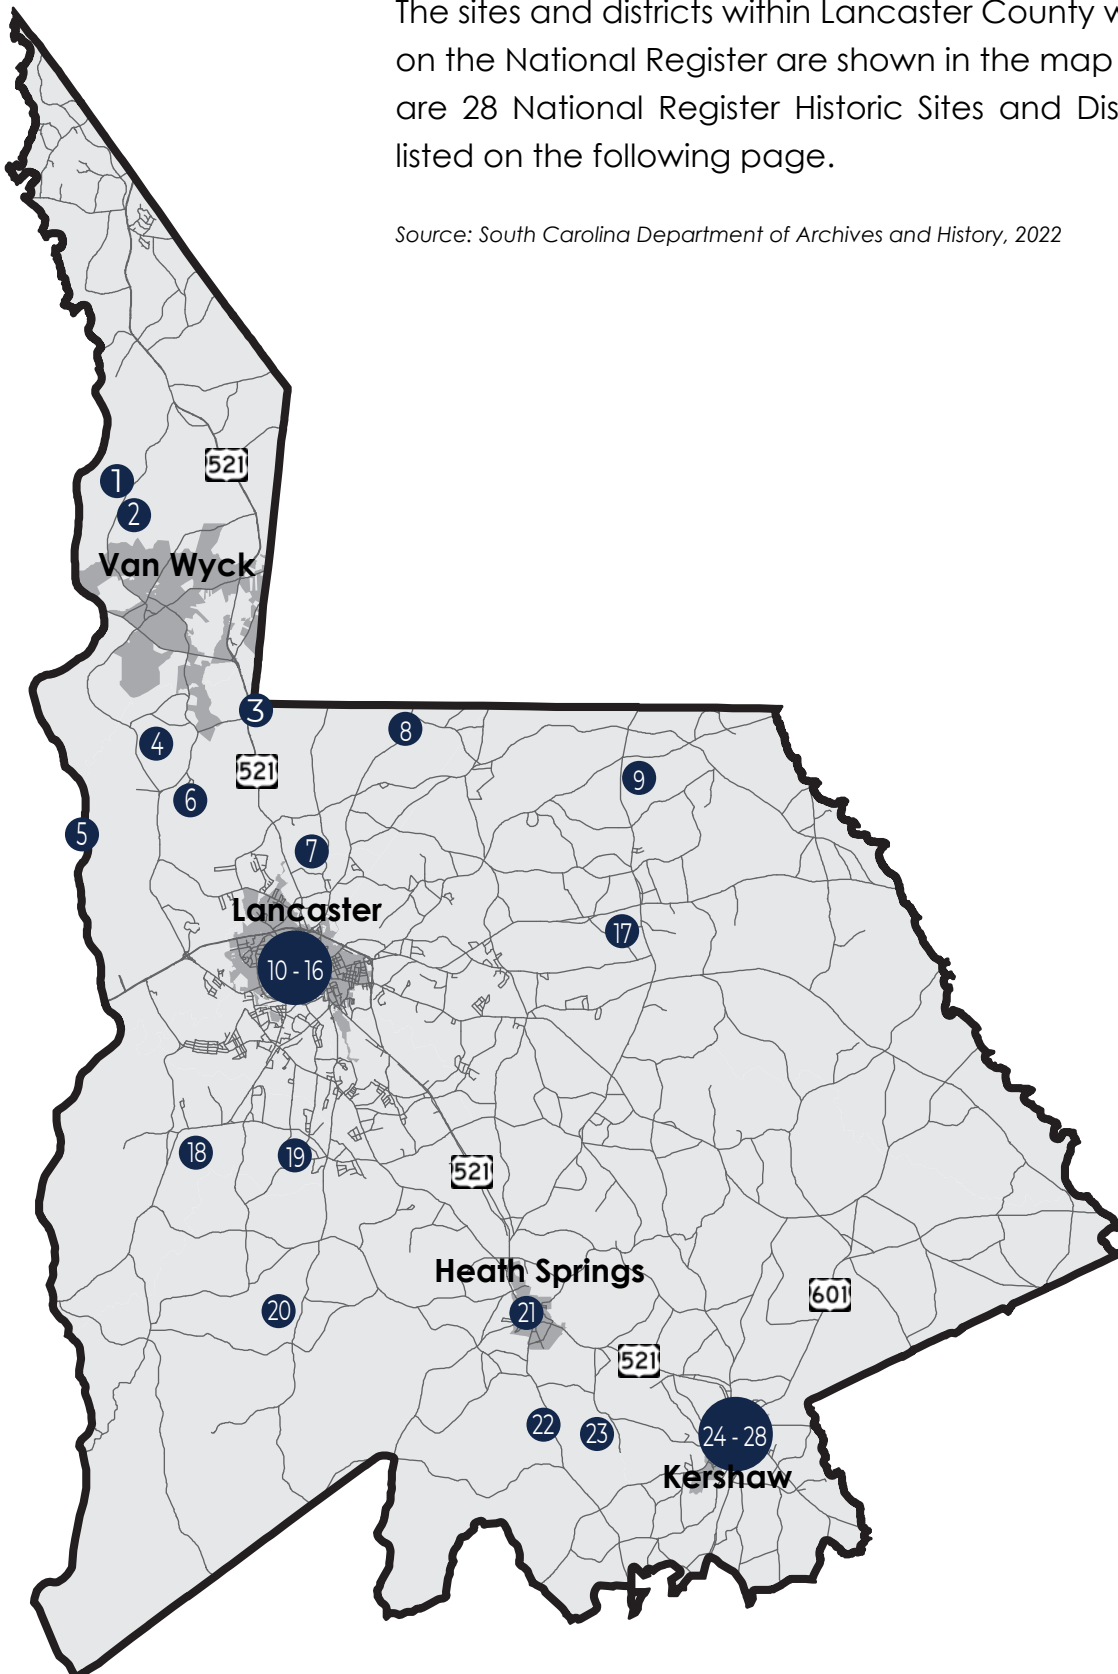 The sites and districts within Lancaster County
on the National Register are shown in the map
are 28 National Register Historic Sites and
listed on the following page.
Source: South Carolina Department of Archives and History, 2022
521
1
2
Van Wyck
3
8
4
521
9
6
5
7
Lancaster
17
10 - 16
18
19
521
Heath Springs
601
20
21
521
22
23
24 - 28
Kershaw